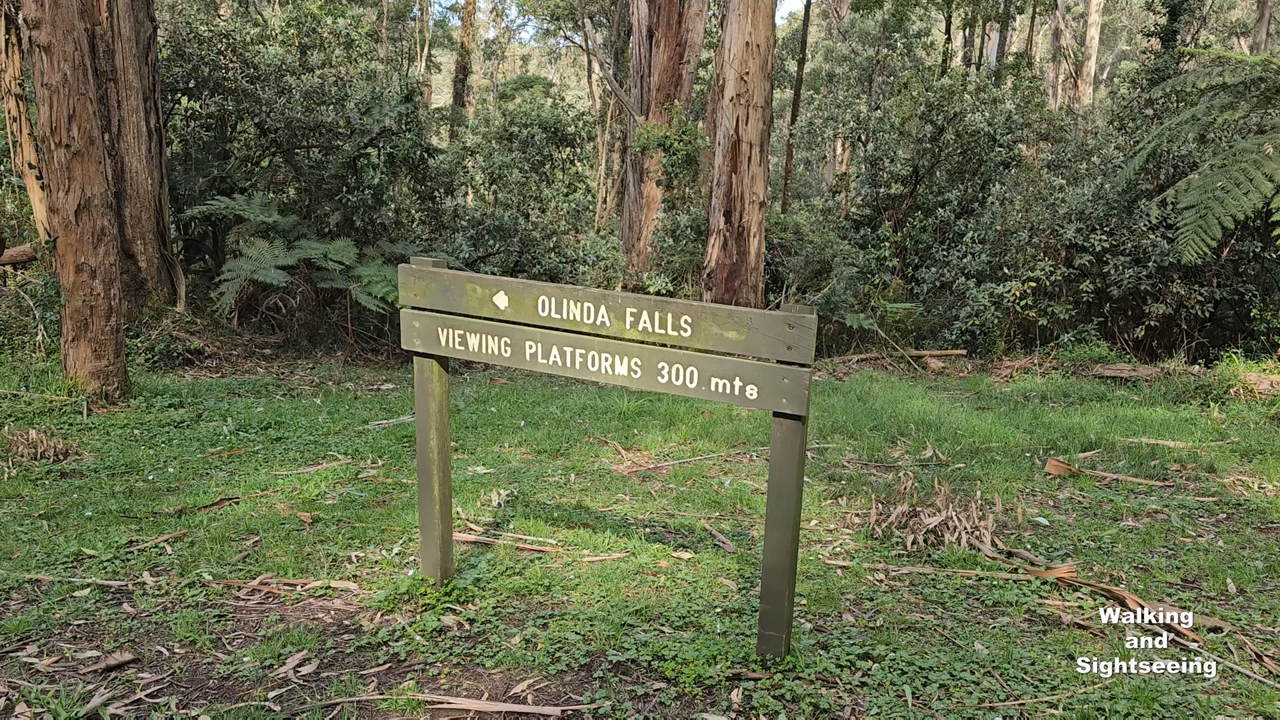 OLINDA FALLS
VIEWING PLATFORMS 300.mts
Walking
and
Sightseeing